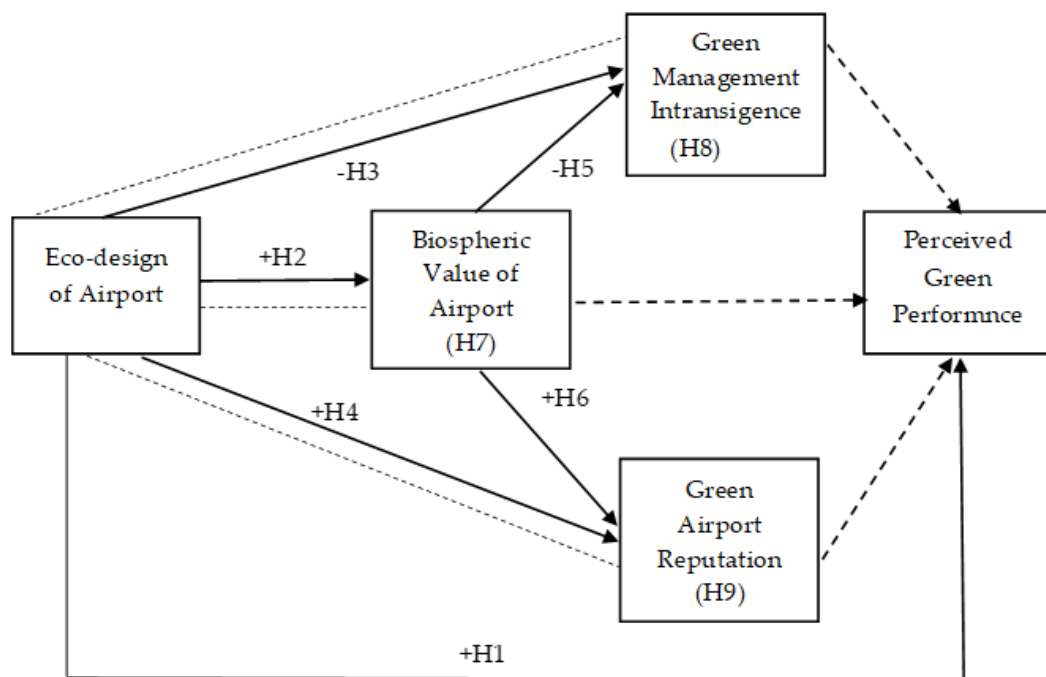 Green
Management
Intransigence
(H8)
-H3
-H5
Eco-design
of Airport
+H2
Biospheric
Value of
Airport
(H7)
Perceived
Green
Performnce
+H4
+H6
Green
Airport
Reputation
(H9)
+H1